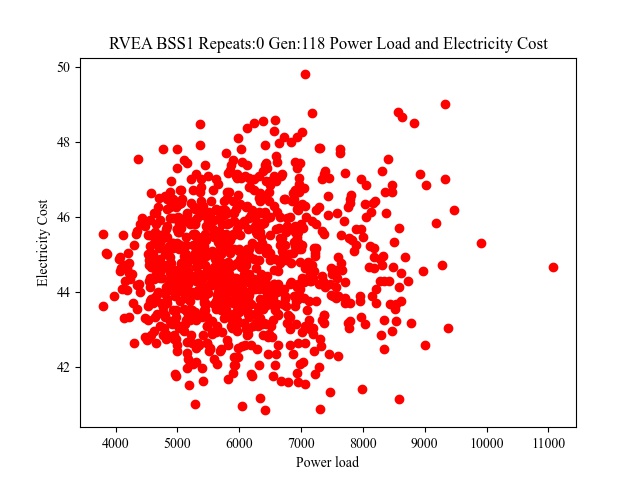 RVEA BSS1 Repeats:0 Gen:118 Power Load and Electricity Cost
50
48
46
44
42
Electricity Cost
4000 5000 6000 7000 8000 9000 10000 11000
Power load